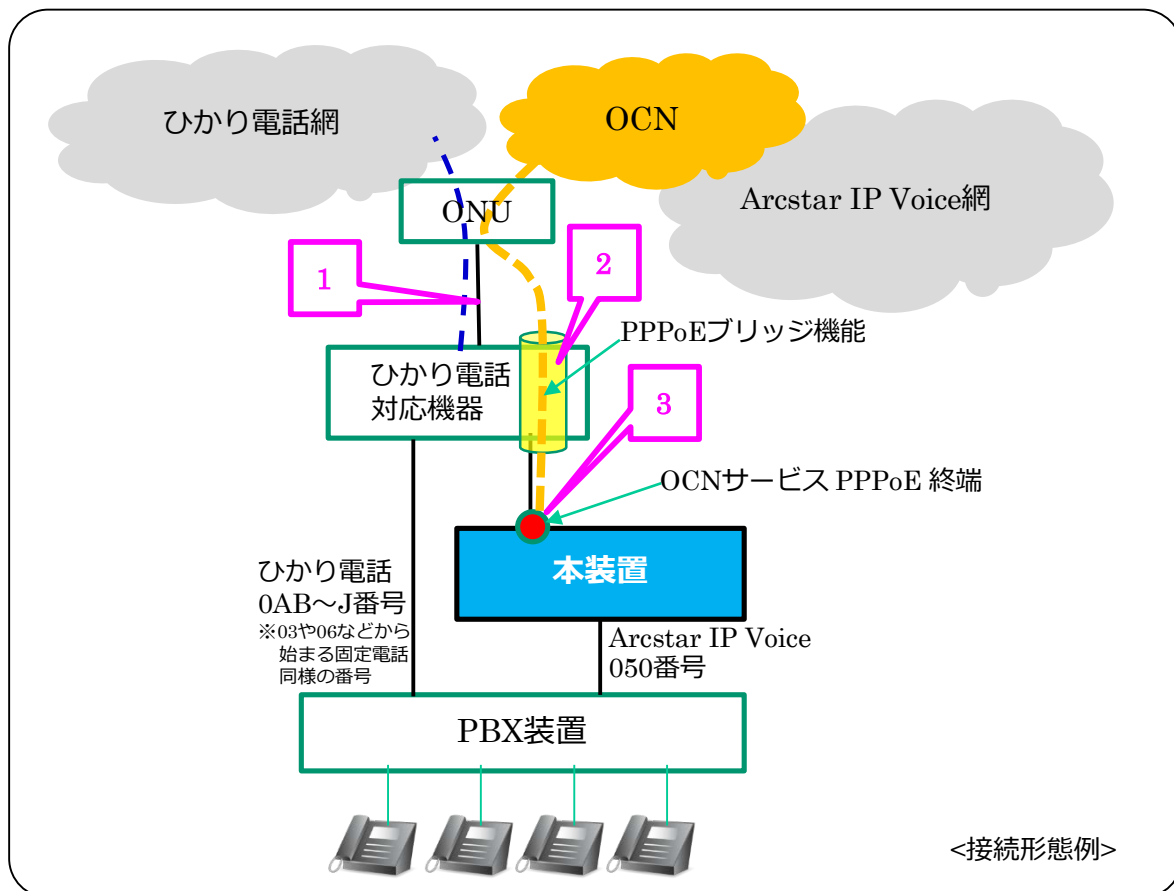 ひかり電話網
OCN
Arcstar IP Voice網
ONU
1
2
PPPoEブリッジ機能
ひかり電話
対応機器
3
OCNサービス PPPoE 終端
本装置
ひかり電話
0AB～J番号
※03や06などから
始まる固定電話
同様の番号
Arcstar IP Voice
050番号
PBX装置
<接続形態例>